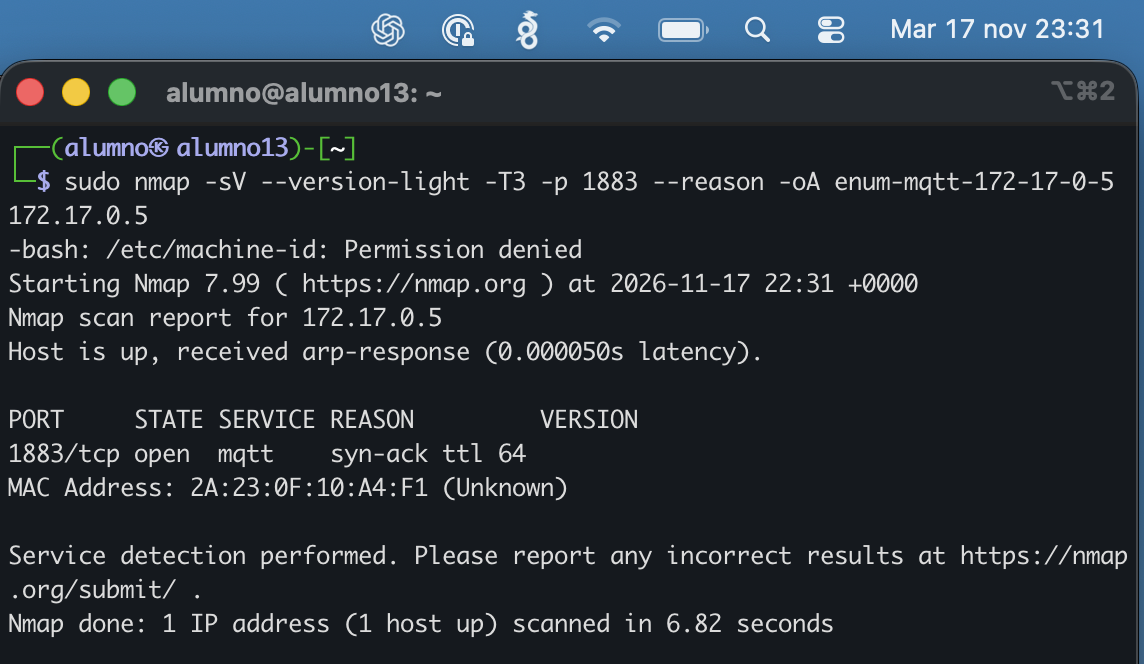 Mar 17 nov 23:31
alumno@alumno13: ~
⌥⌘2
┌──(alumno㉿alumno13)-[~]
└─$ sudo nmap -sV --version-light -T3 -p 1883 --reason -oA enum-mqtt-172-17-0-5
172.17.0.5
-bash: /etc/machine-id: Permission denied
Starting Nmap 7.99 ( https://nmap.org ) at 2026-11-17 22:31 +0000
Nmap scan report for 172.17.0.5
Host is up, received arp-response (0.000050s latency).
PORT     STATE SERVICE REASON         VERSION
1883/tcp open  mqtt    syn-ack ttl 64
MAC Address: 2A:23:0F:10:A4:F1 (Unknown)
Service detection performed. Please report any incorrect results at https://nmap
.org/submit/ .
Nmap done: 1 IP address (1 host up) scanned in 6.82 seconds